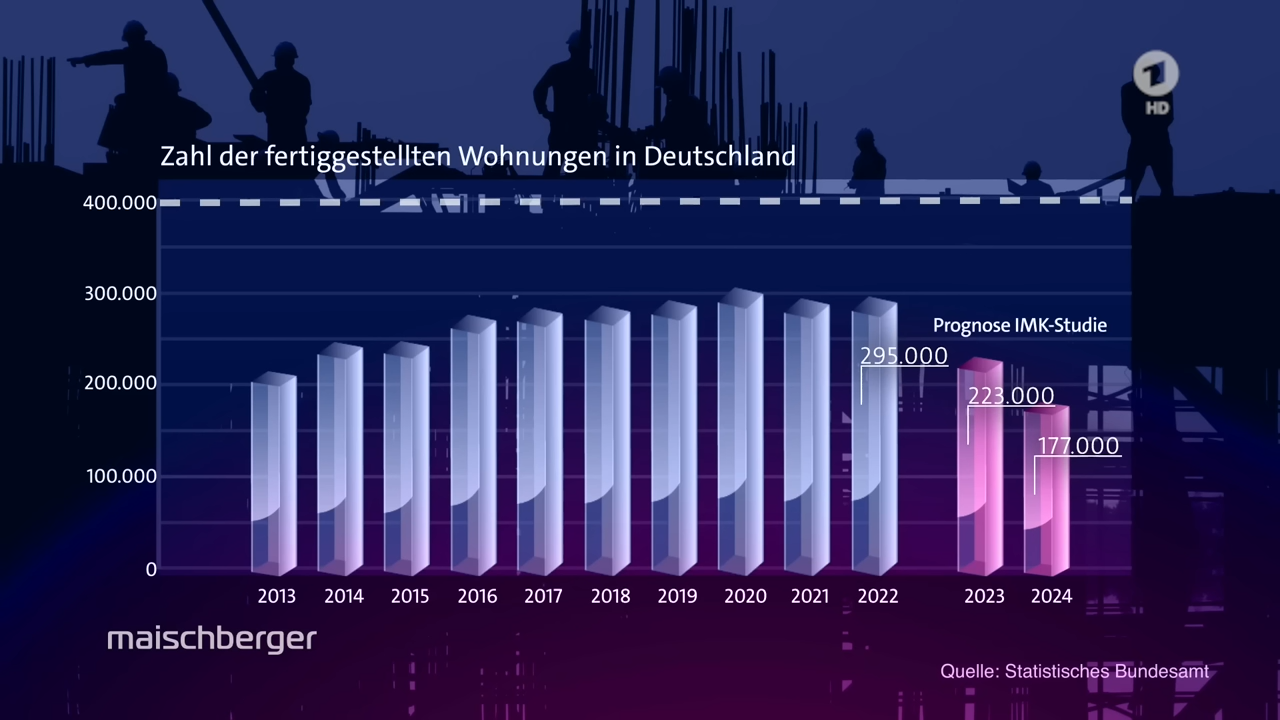 1
HD
Zahl der fertiggestellten Wohnungen in Deutschland
400.000
300.000
200.000
100.000
0
Prognose IMK-Studie
295.000
223.000
177.000
2013 2014 2015 2016 2017 2018 2019 2020 2021 2022 2023 2024
maischberger
Quelle: Statistisches Bundesamt